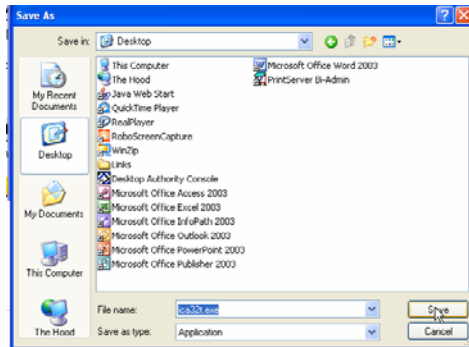 Save As
Save in:
Desktop
My Recent
Documents
Desktop
My Documents
This Computer
The Hood
This Computer
The Hood
Java Web Start
QuickTime Player
RealPlayer
RoboScreenCapture
WinZip
Links
Desktop Authority Console
Microsoft Office Access 2003
Microsoft Office Excel 2003
Microsoft Office InfoPath 2003
Microsoft Office Outlook 2003
Microsoft Office PowerPoint 2003
Microsoft Office Publisher 2003
Microsoft Office Word 2003
PrintServer Bi-Admin
File name:
ica32t.exe
Save
Save as type:
Application
Cancel